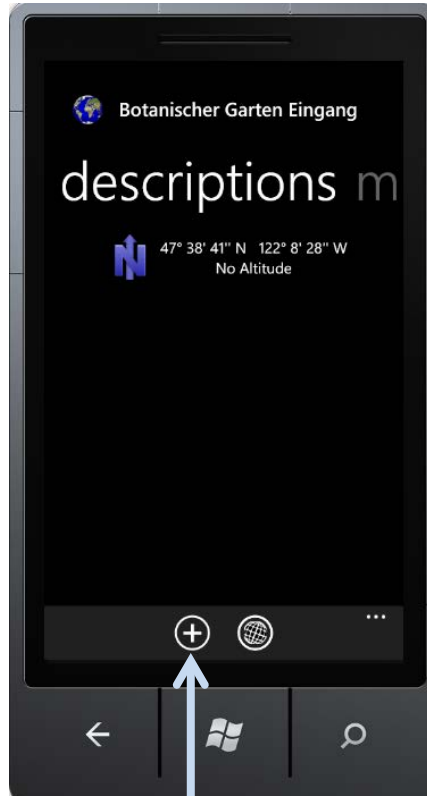 Botanischer Garten Eingang
descriptions m
47° 38' 41'' N 122° 8' 28'' W
No Altitude
...